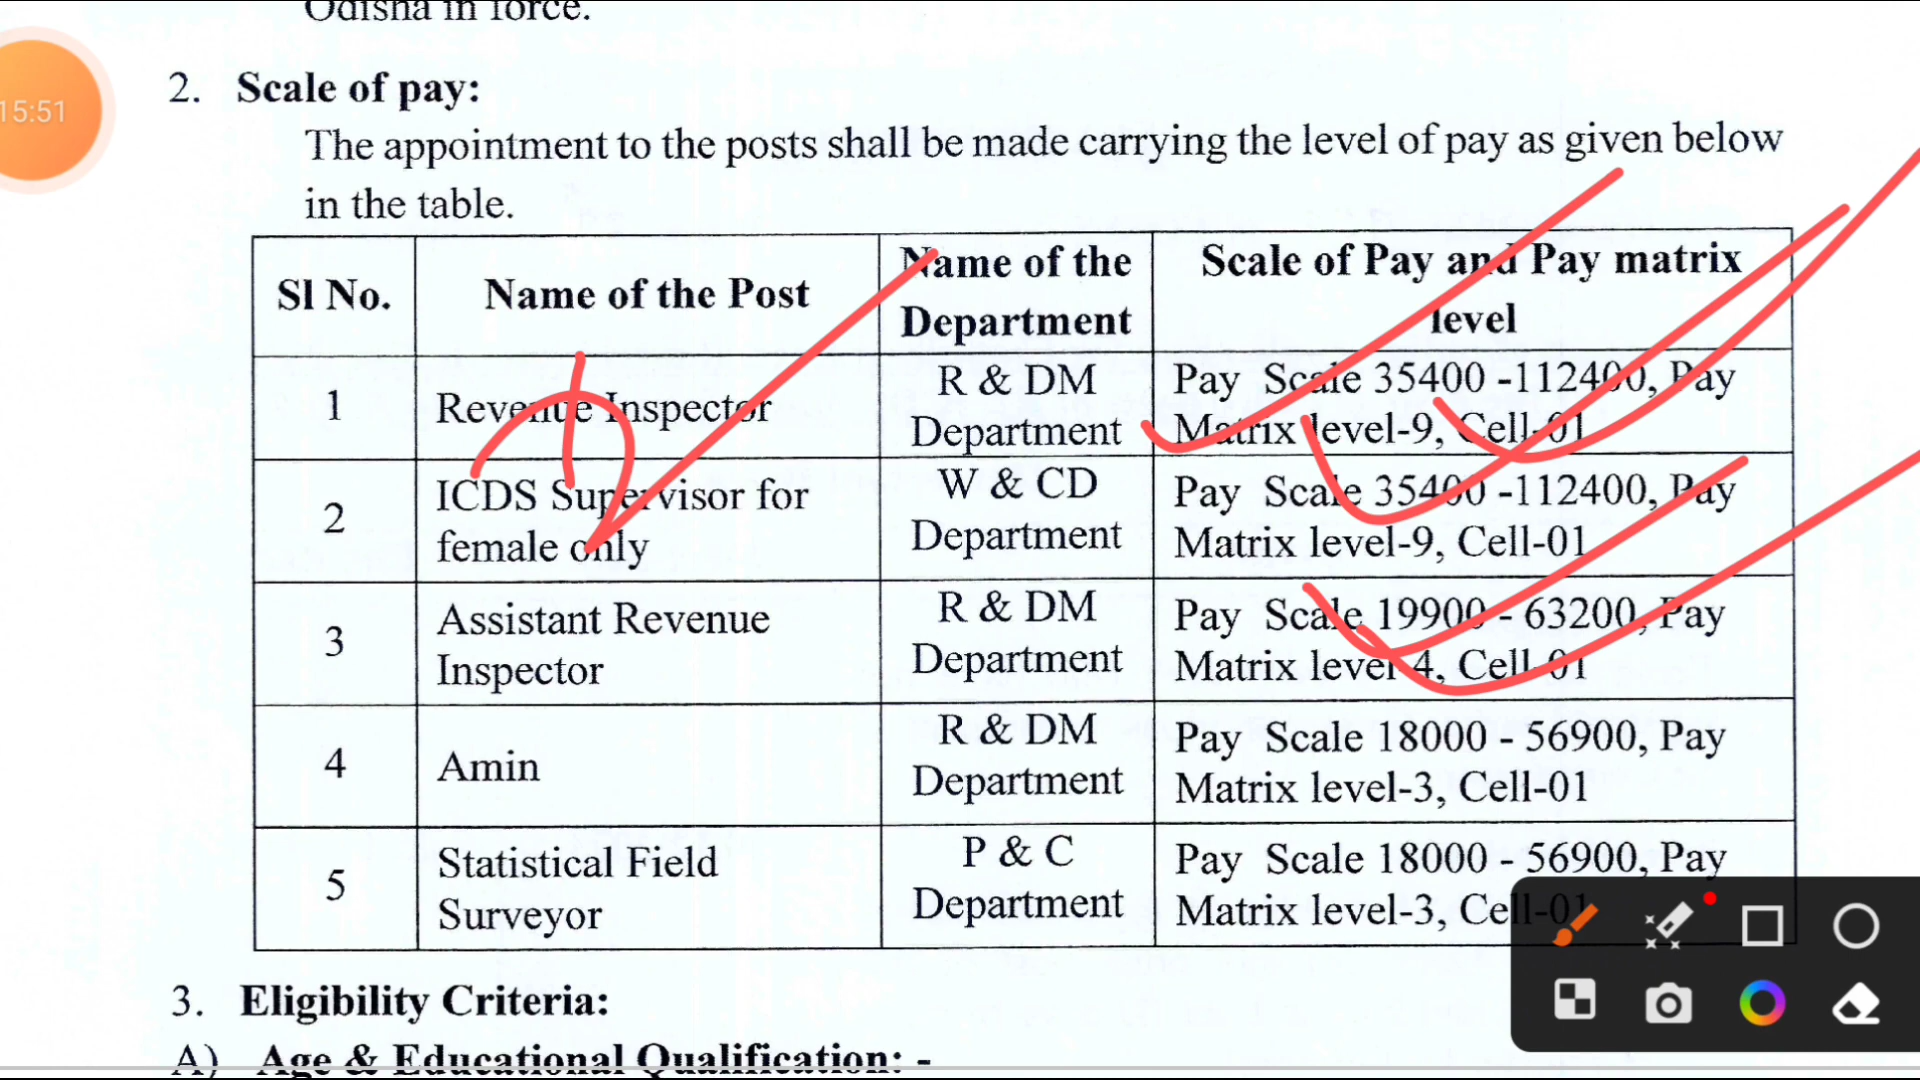 Odisha in force.
15:51
2. Scale of pay:
The appointment to the posts shall be made carrying the level of pay as given below
in the table.
Sl No.
Name of the Post
Name of the
Department
Scale of Pay and Pay matrix
level
1
Revenue Inspector
R & DM
Department
Pay Scale 35400 -112400, Pay
Matrix level-9, Cell-01
2
ICDS Supervisor for
female only
W & CD
Department
Pay Scale 35400 -112400, Pay
Matrix level-9, Cell-01
3
Assistant Revenue
Inspector
R & DM
Department
Pay Scale 19900 - 63200, Pay
Matrix level-4, Cell-01
4
Amin
R & DM
Department
Pay Scale 18000 - 56900, Pay
Matrix level-3, Cell-01
5
Statistical Field
Surveyor
P & C
Department
Pay Scale 18000 - 56900, Pay
Matrix level-3, Cell-01
3. Eligibility Criteria:
A) Age & Educational Qualification: -